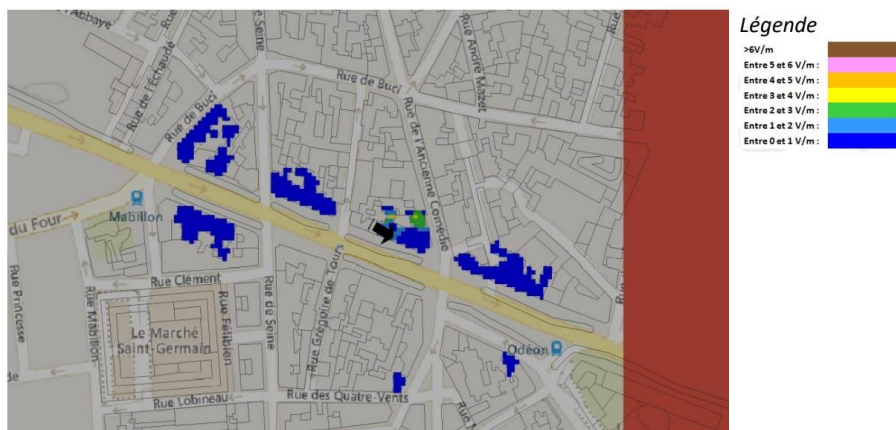 l'Abbaye
Rue de l'Échaudé
Rue de Seine
Rue de Buci
Rue de Buci
Rue André Mazet
Rue de l'Ancienne Comédie
Mabillon
du Four
Rue Princesse
Rue Mabillon
Rue Clément
Le Marché
Saint-Germain
Rue Félibien
Rue de Seine
Rue Grégoire de Tours
Odéon
de
Rue Lobineau
Rue des Quatre-Vents
Légende
>6V/m
Entre 5 et 6 V/m :
Entre 4 et 5 V/m :
Entre 3 et 4 V/m :
Entre 2 et 3 V/m :
Entre 1 et 2 V/m :
Entre 0 et 1 V/m :